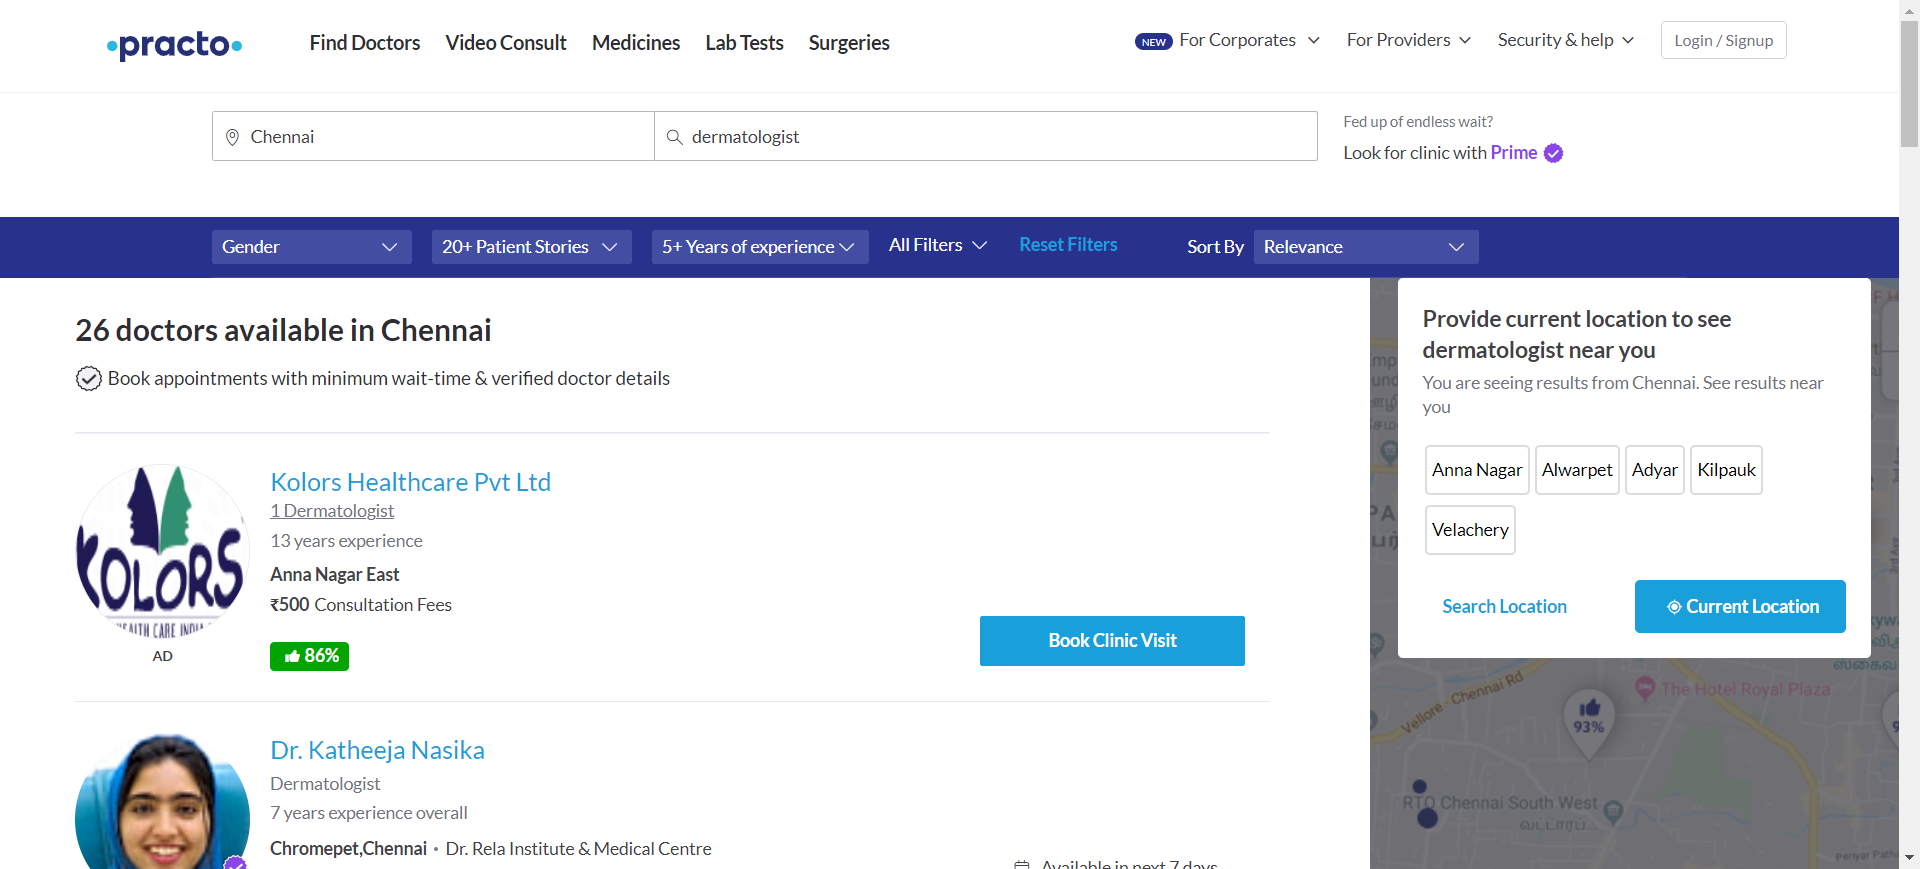 practo
Find Doctors
Video Consult
Medicines
Lab Tests
Surgeries
NEW For Corporates
For Providers
Security & help
Login / Signup
Chennai
dermatologist
Fed up of endless wait?
Look for clinic with Prime
Gender
20+ Patient Stories
5+ Years of experience
All Filters
Reset Filters
Sort By
Relevance
26 doctors available in Chennai
Book appointments with minimum wait-time & verified doctor details
KOLORS
HEALTH CARE INDIA
AD
Kolors Healthcare Pvt Ltd
1 Dermatologist
13 years experience
Anna Nagar East
₹500 Consultation Fees
86%
Book Clinic Visit
Dr. Katheeja Nasika
Dermatologist
7 years experience overall
Chromepet,Chennai • Dr. Rela Institute & Medical Centre
Available in next 7 days
Provide current location to see
dermatologist near you
You are seeing results from Chennai. See results near
you
Anna Nagar
Alwarpet
Adyar
Kilpauk
Velachery
Search Location
Current Location
Vellore - Chennai Rd
The Hotel Royal Plaza
93%
RTO Chennai South West
வட்டாரப்...
3rd Ave
Periyar Path